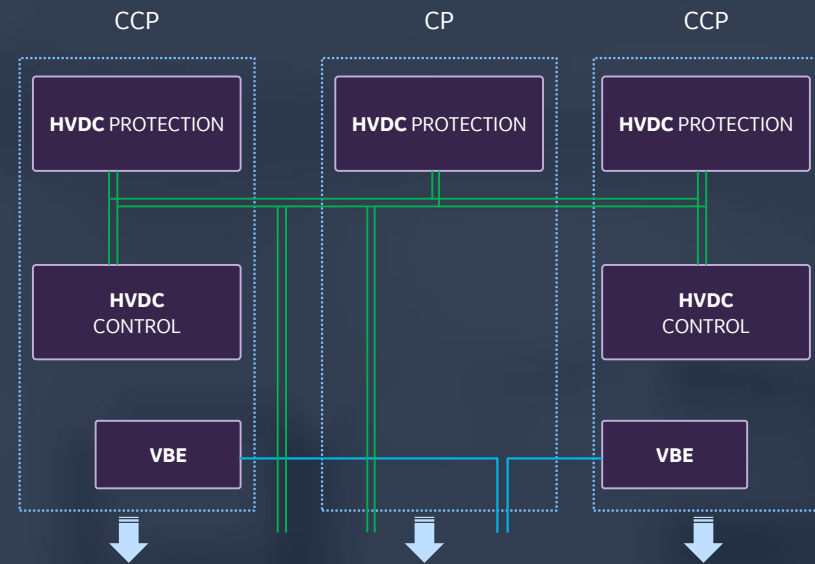 CCP
CP
CCP
HVDC PROTECTION
HVDC PROTECTION
HVDC PROTECTION
HVDC
CONTROL
HVDC
CONTROL
VBE
VBE